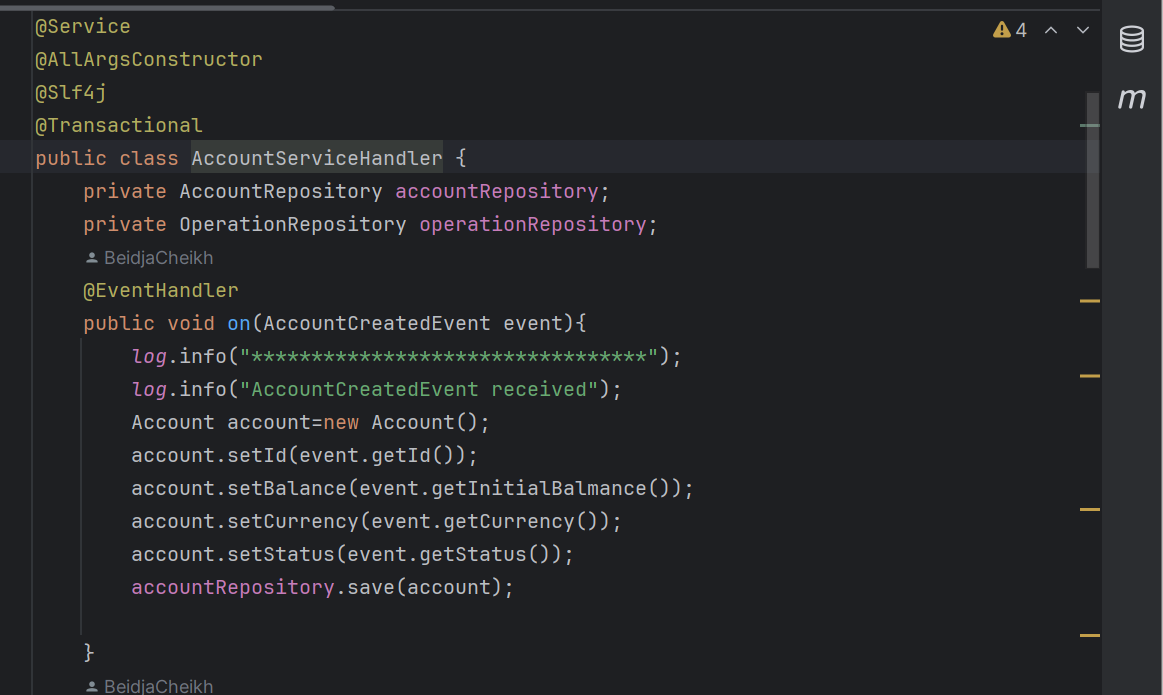 @Service
4
@AllArgsConstructor
@Slf4j
m
@Transactional
public class AccountServiceHandler {
private AccountRepository accountRepository;
private OperationRepository operationRepository;
BeidjaCheikh
@EventHandler
public void on(AccountCreatedEvent event){
log.info("*********************************");
log.info("AccountCreatedEvent received");
Account account=new Account();
account.setId(event.getId());
account.setBalance(event.getInitialBalmance());
account.setCurrency(event.getCurrency());
account.setStatus(event.getStatus());
accountRepository.save(account);
}
BeidjaCheikh